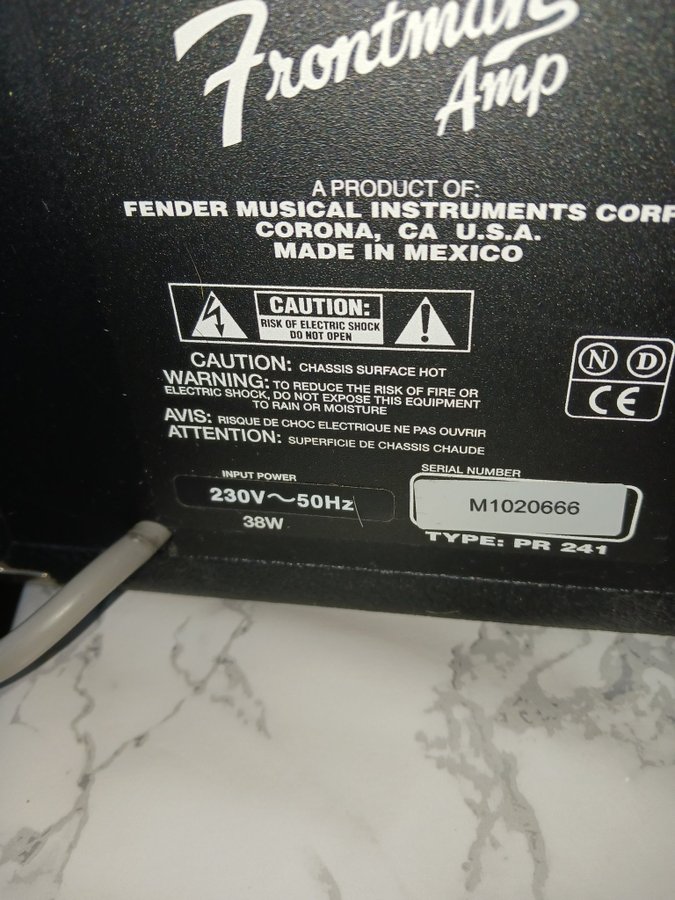 Frontman
Amp
A PRODUCT OF:
FENDER MUSICAL INSTRUMENTS CORP
CORONA, CA U.S.A.
MADE IN MEXICO
CAUTION:
RISK OF ELECTRIC SHOCK
DO NOT OPEN
CAUTION: CHASSIS SURFACE HOT
WARNING: TO REDUCE THE RISK OF FIRE OR
ELECTRIC SHOCK, DO NOT EXPOSE THIS EQUIPMENT
TO RAIN OR MOISTURE
AVIS: RISQUE DE CHOC ELECTRIQUE NE PAS OUVRIR
ATTENTION: SUPERFICIE DE CHASSIS CHAUDE
N D
CE
INPUT POWER
230V~50Hz
38W
SERIAL NUMBER
M1020666
TYPE: PR 241